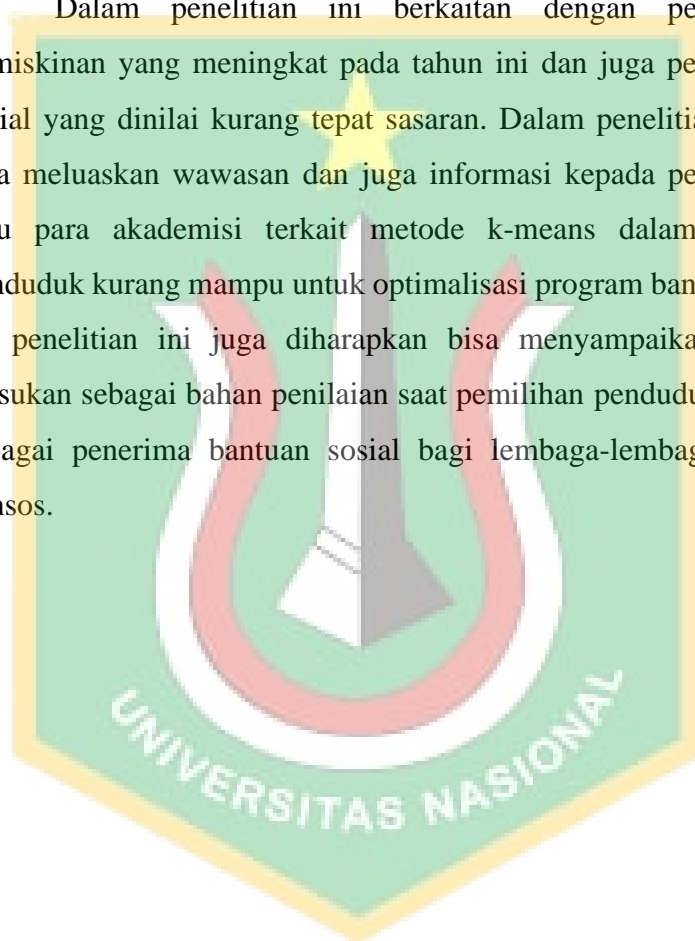 Dalam penelitian ini berkaitan dengan pe
miskinan yang meningkat pada tahun ini dan juga pe
ial yang dinilai kurang tepat sasaran. Dalam peneliti
a meluaskan wawasan dan juga informasi kepada pe
u para akademisi terkait metode k-means dalam
nduduk kurang mampu untuk optimalisasi program ban
penelitian ini juga diharapkan bisa menyampaika
sukan sebagai bahan penilaian saat pemilihan pendudu
agai penerima bantuan sosial bagi lembaga-lembag
nsos.
UNIVERSITAS NASIONAL